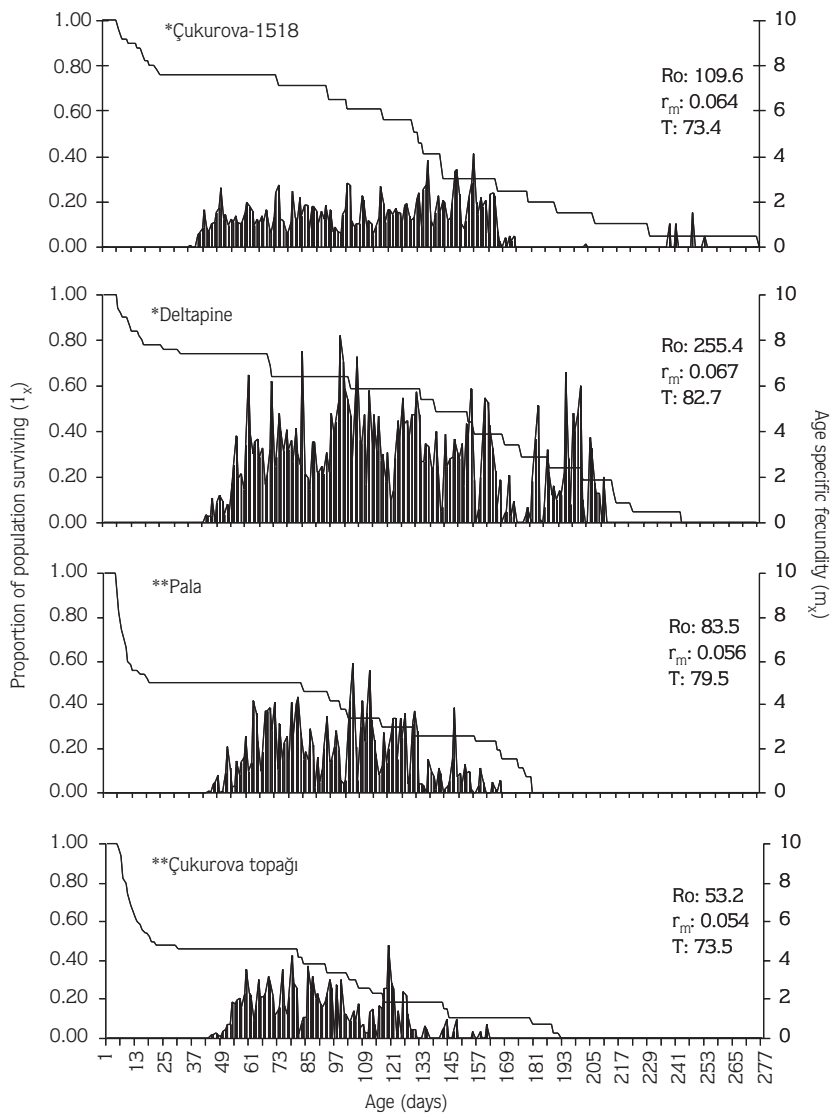 *Çukurova-1518
Ro: 109.6
rm: 0.064
T: 73.4
1.00
0.80
0.60
0.40
0.20
0.00
10
8
6
4
2
0
*Deltapine
Ro: 255.4
rm: 0.067
T: 82.7
1.00
0.80
0.60
0.40
0.20
0.00
10
8
6
4
2
0
Proportion of population surviving (1x)
Age specific fecundity (mx)
**Pala
Ro: 83.5
rm: 0.056
T: 79.5
1.00
0.80
0.60
0.40
0.20
0.00
10
8
6
4
2
0
**Çukurova topağı
Ro: 53.2
rm: 0.054
T: 73.5
1.00
0.80
0.60
0.40
0.20
0.00
10
8
6
4
2
0
1 13 25 37 49 61 73 85 97 109 121 133 145 157 169 181 193 205 217 229 241 253 265 277
Age (days)